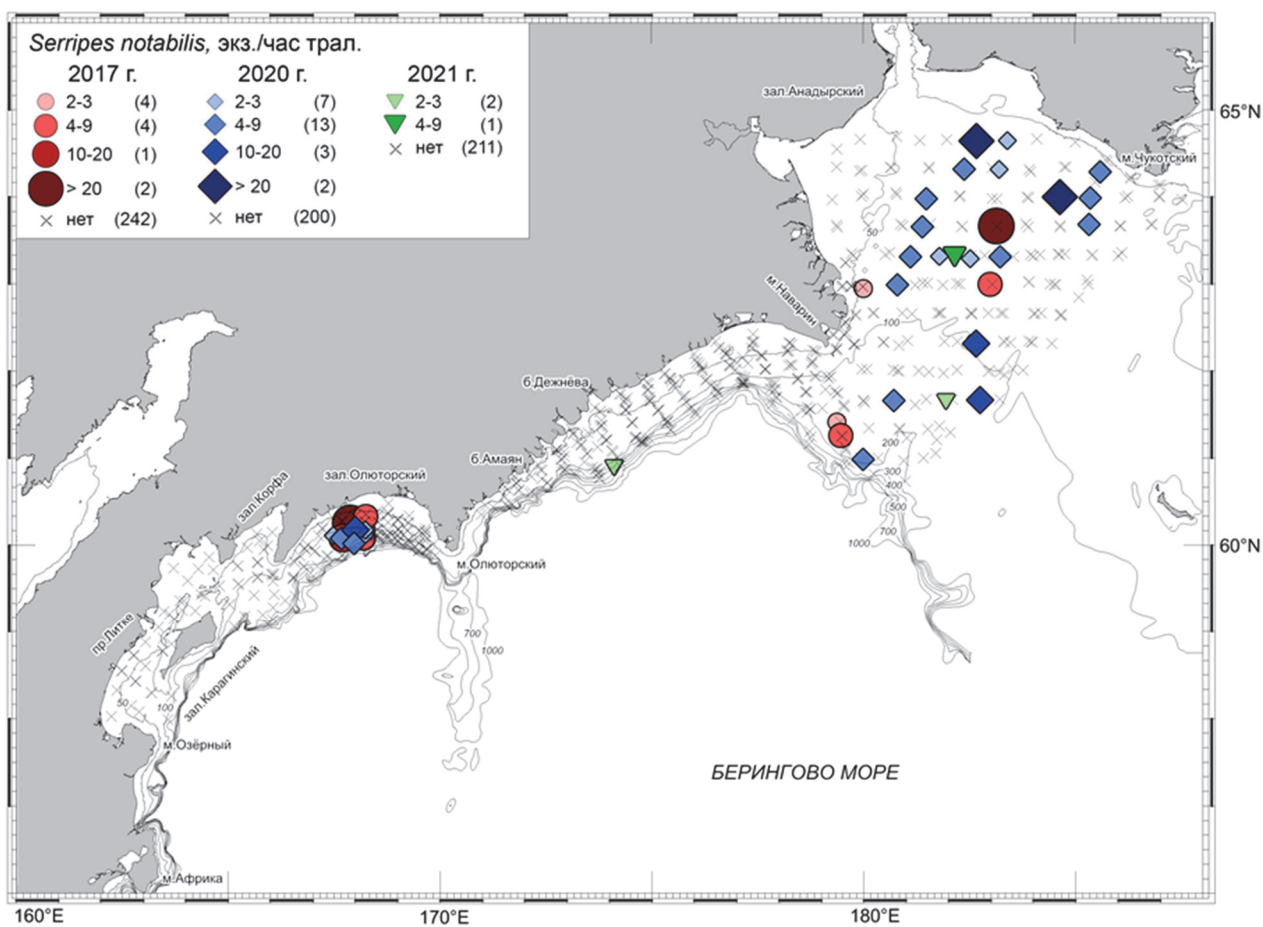 Serripes notabilis, экз./час трал.
2017 г. 2020 г. 2021 г.
2-3 (4) 2-3 (7) 2-3 (2)
4-9 (4) 4-9 (13) 4-9 (1)
10-20 (1) 10-20 (3) нет (211)
> 20 (2) > 20 (2)
нет (242) нет (200)
зал.Анадырский
65°N
м.Чукотский
50
м.Наварин
100
б.Дежнёва
200
б.Амаян
300
зал.Олюторский
400
зал.Корфа
500
700
1000
60°N
м.Олюторский
пр.Литке
700
1000
зал.Карагинский
50
100
м.Озёрный
БЕРИНГОВО МОРЕ
м.Африка
160°E 170°E 180°E